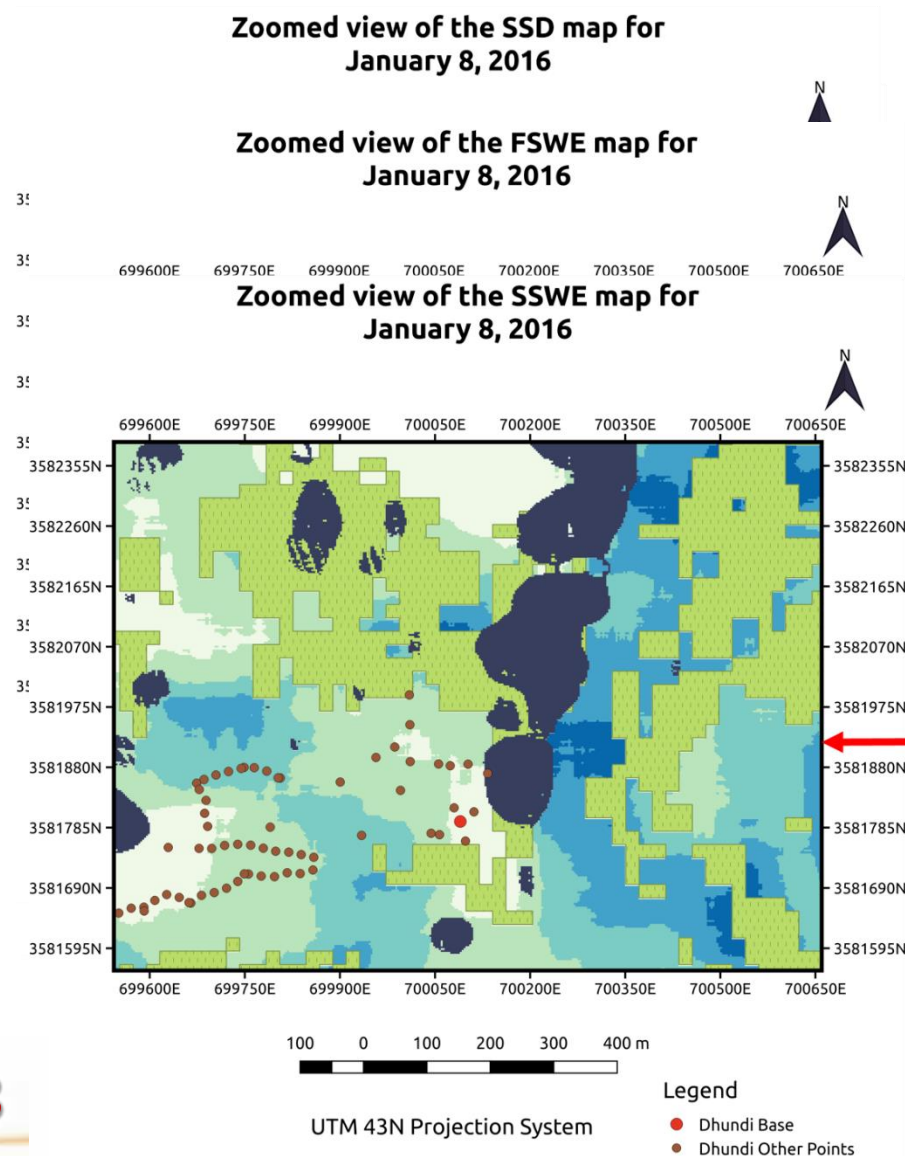 Zoomed view of the SSD map for
January 8, 2016
N
Zoomed view of the FSWE map for
January 8, 2016
N
699600E 699750E 699900E 700050E 700200E 700350E 700500E 700650E
Zoomed view of the SSWE map for
January 8, 2016
N
699600E 699750E 699900E 700050E 700200E 700350E 700500E 700650E
3582355N 3582355N
3582260N 3582260N
3582165N 3582165N
3582070N 3582070N
3581975N 3581975N
3581880N 3581880N
3581785N 3581785N
3581690N 3581690N
3581595N 3581595N
699600E 699750E 699900E 700050E 700200E 700350E 700500E 700650E
100 0 100 200 300 400 m
Legend
UTM 43N Projection System
Dhundi Base
Dhundi Other Points